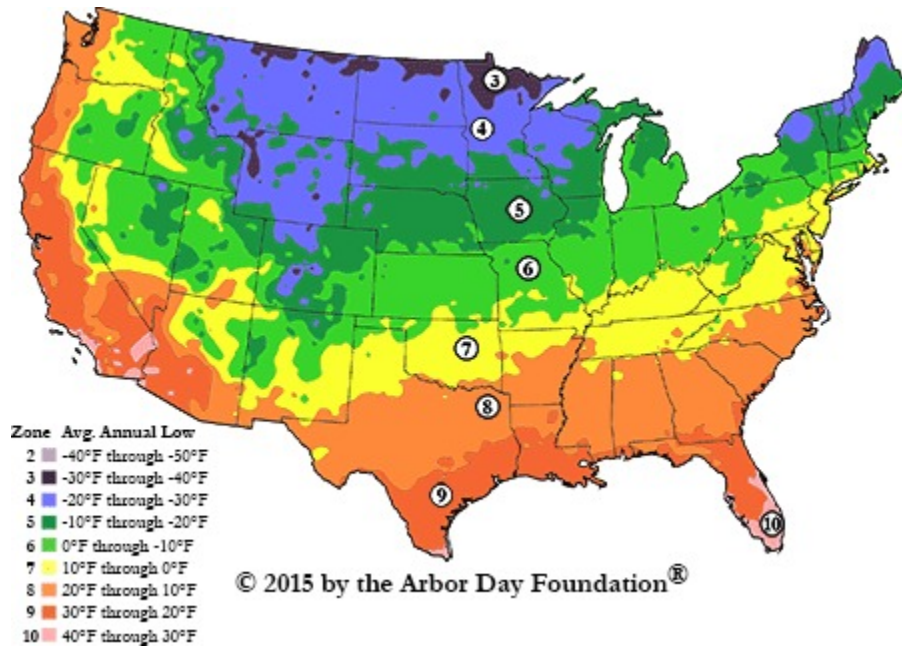 3
4
5
6
7
8
9
10
Zone Avg. Annual Low
2 -40°F through -50°F
3 -30°F through -40°F
4 -20°F through -30°F
5 -10°F through -20°F
6 0°F through -10°F
7 10°F through 0°F
8 20°F through 10°F
9 30°F through 20°F
10 40°F through 30°F
© 2015 by the Arbor Day Foundation®